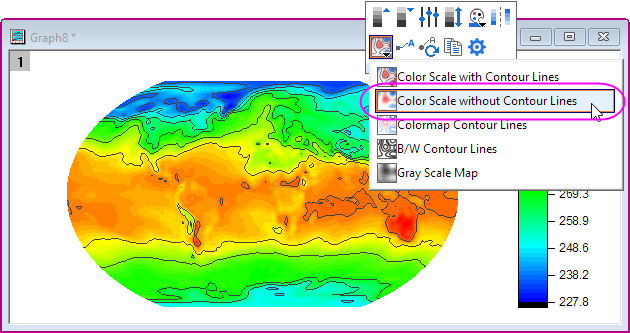 Graph8 *
1
Color Scale with Contour Lines
Color Scale without Contour Lines
Colormap Contour Lines
B/W Contour Lines
Gray Scale Map
269.3
258.9
248.6
238.2
227.8